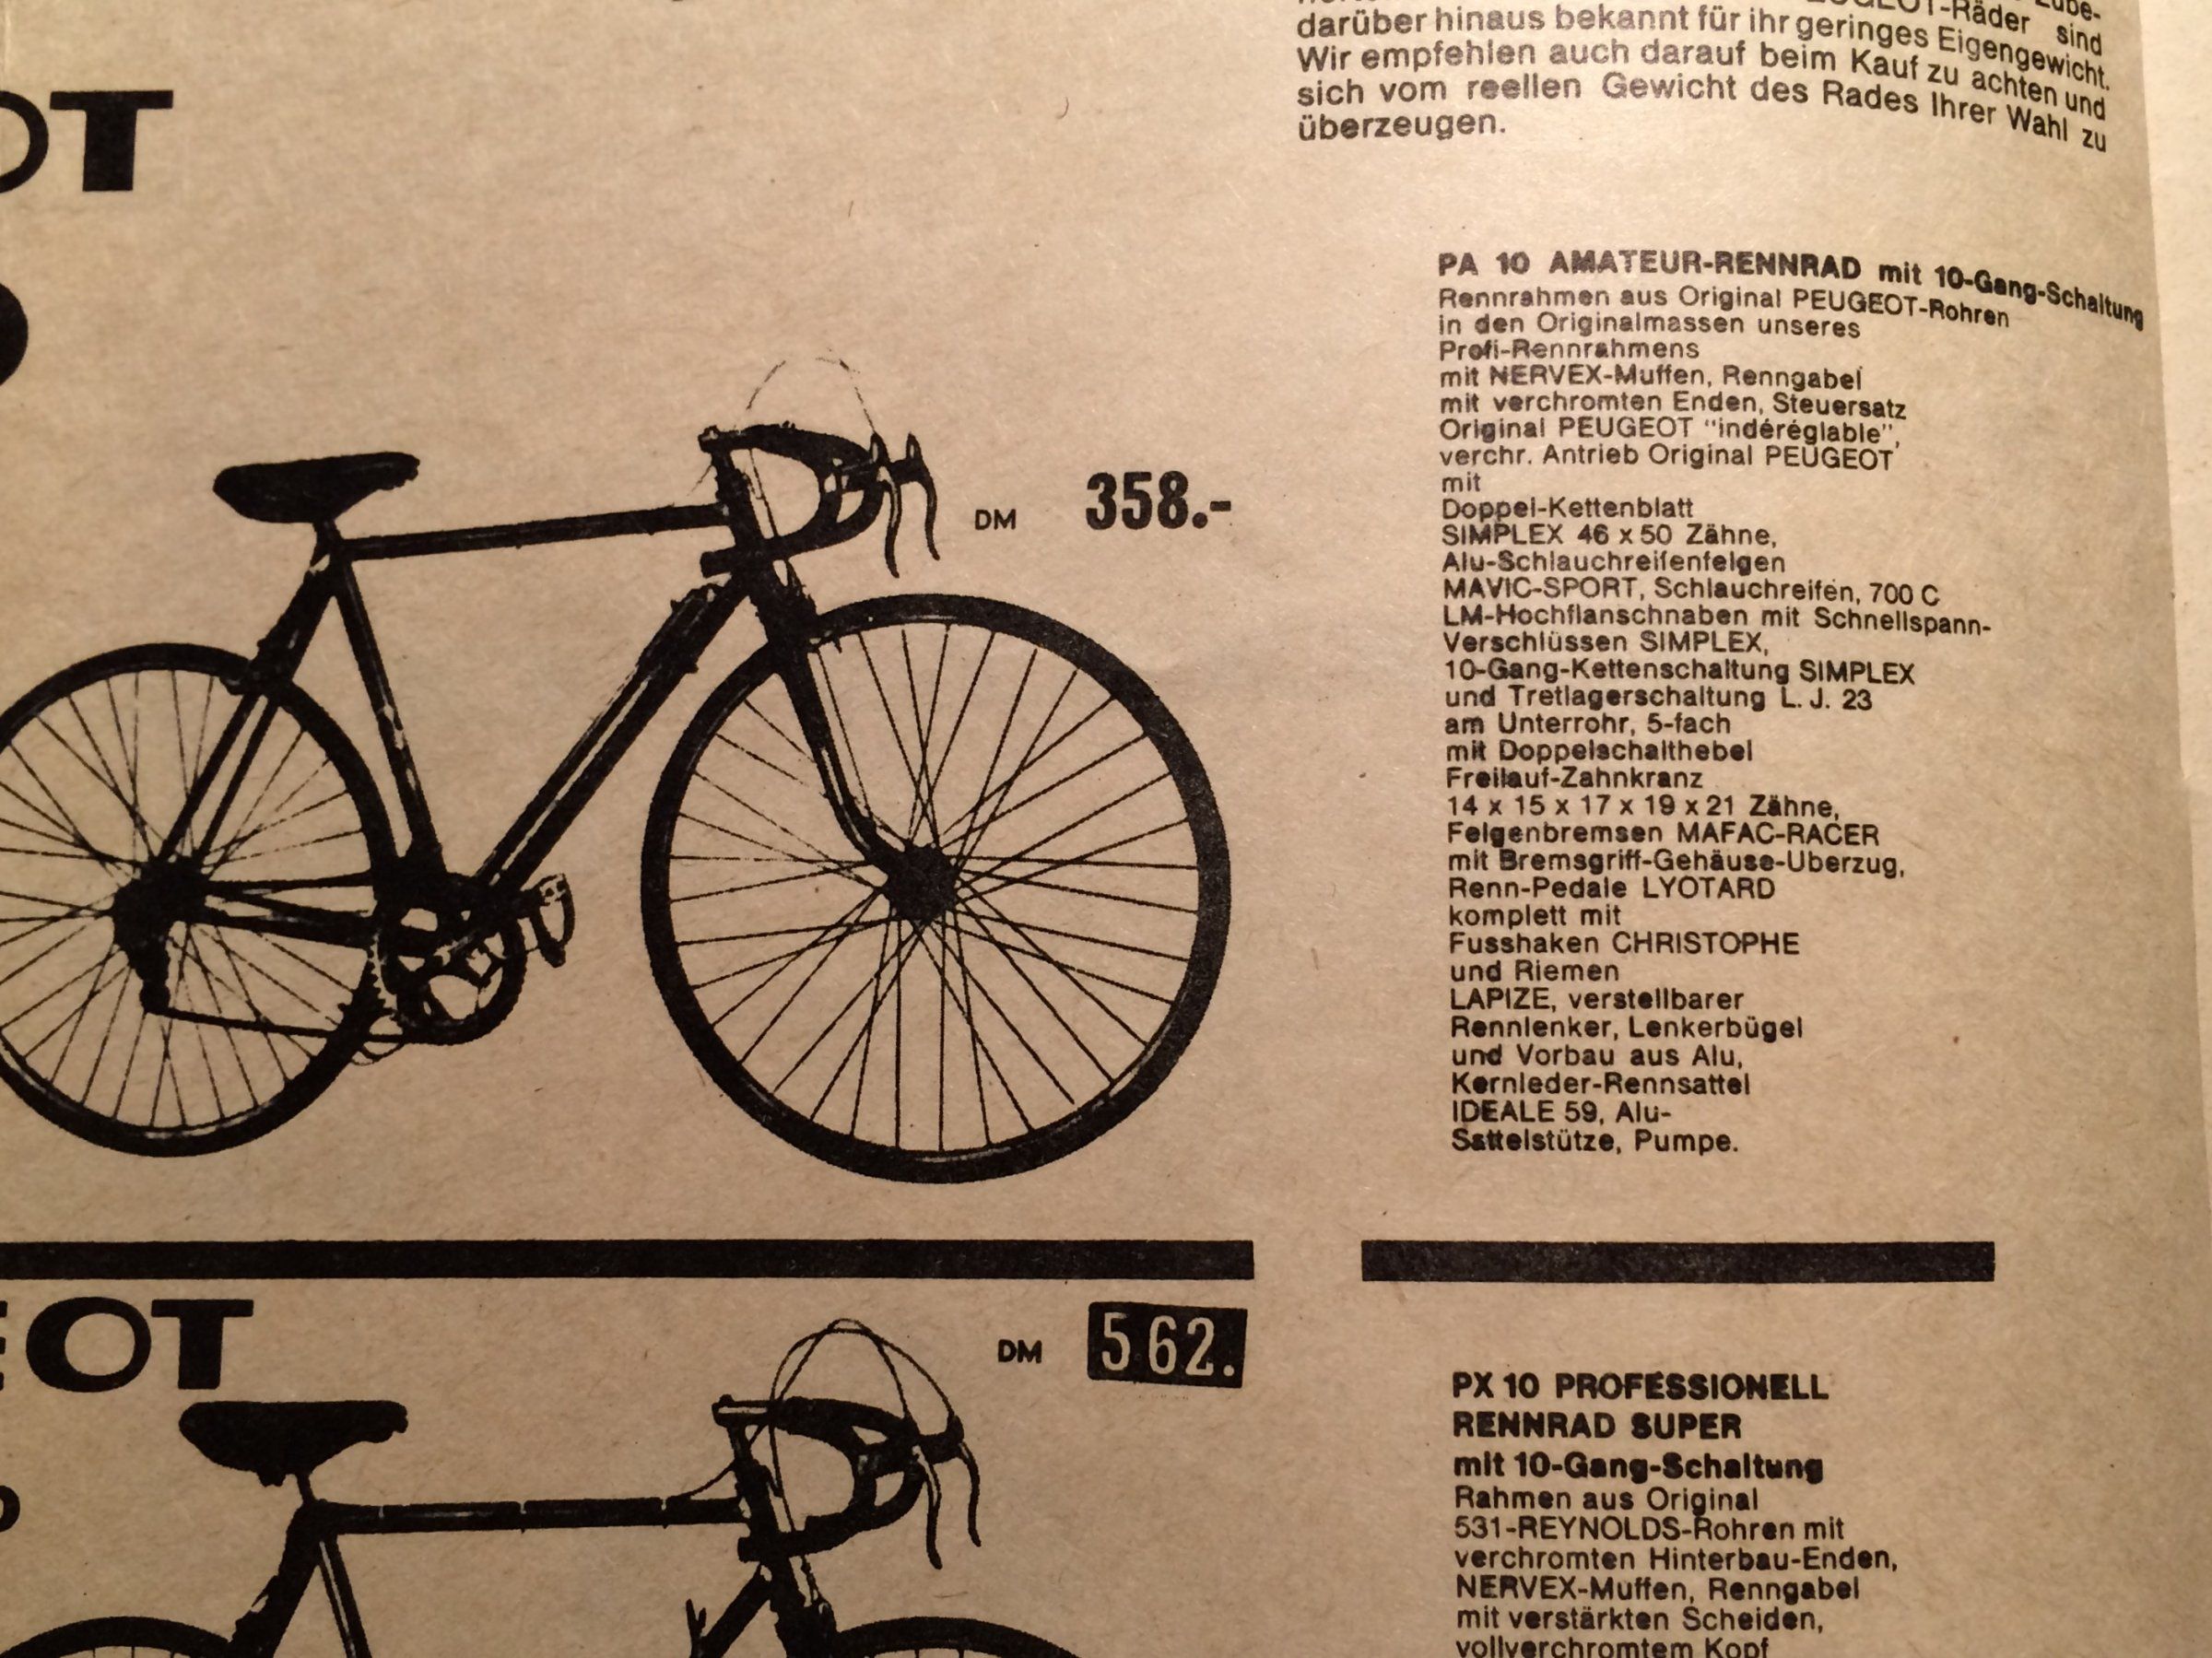 OT
darüber hinaus bekannt für ihr geringes Eigengewicht.
Wir empfehlen auch darauf beim Kauf zu achten und
sich vom reellen Gewicht des Rades Ihrer Wahl zu
überzeugen.
PA 10 AMATEUR-RENNRAD mit 10-Gang-Schaltung
Rennrahmen aus Original PEUGEOT-Rohren
in den Originalmassen unseres
Profi-Rennrahmens
mit NERVEX-Muffen, Renngabel
mit verchromten Enden, Steuersatz
Original PEUGEOT "indéréglable",
verchr. Antrieb Original PEUGEOT
mit
Doppel-Kettenblatt
SIMPLEX 46 x 50 Zähne,
Alu-Schlauchreifenfelgen
MAVIC-SPORT, Schlauchreifen, 700 C
LM-Hochflanschnaben mit Schnellspann-
Verschlüssen SIMPLEX,
10-Gang-Kettenschaltung SIMPLEX
und Tretlagerschaltung L. J. 23
am Unterrohr, 5-fach
mit Doppelschalthebel
Freilauf-Zahnkranz
14 x 15 x 17 x 19 x 21 Zähne,
Felgenbremsen MAFAC-RACER
mit Bremsgriff-Gehäuse-Uberzug,
Renn-Pedale LYOTARD
komplett mit
Fusshaken CHRISTOPHE
und Riemen
LAPIZE, verstellbarer
Rennlenker, Lenkerbügel
und Vorbau aus Alu,
Kernleder-Rennsattel
IDEALE 59, Alu-
Sattelstütze, Pumpe.
DM 358.-
EOT
DM 562.
PX 10 PROFESSIONELL
RENNRAD SUPER
mit 10-Gang-Schaltung
Rahmen aus Original
531-REYNOLDS-Rohren mit
verchromten Hinterbau-Enden,
NERVEX-Muffen, Renngabel
mit verstärkten Scheiden,
vollverchromtem Kopf